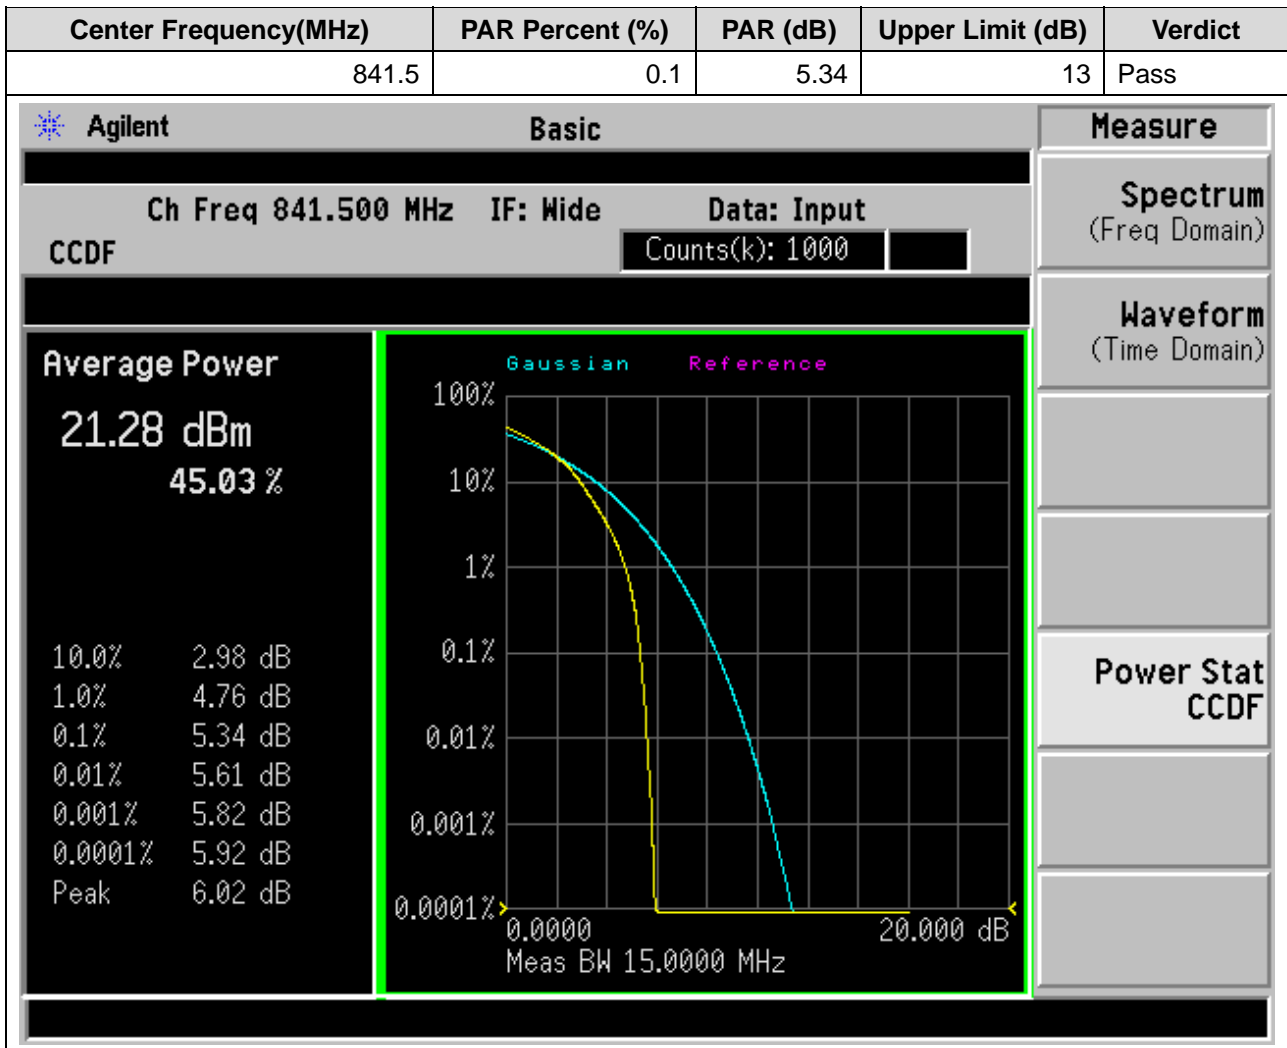 Center Frequency(MHz) PAR Percent (%) PAR (dB) Upper Limit (dB) Verdict
841.5 0.1 5.34 13 Pass
Agilent Basic Measure
Ch Freq 841.500 MHz IF: Wide Data: Input
CCDF Counts(k): 1000
Spectrum
(Freq Domain)
Waveform
(Time Domain)
Power Stat
CCDF
Average Power
21.28 dBm
45.03 %
10.0% 2.98 dB
1.0% 4.76 dB
0.1% 5.34 dB
0.01% 5.61 dB
0.001% 5.82 dB
0.0001% 5.92 dB
Peak 6.02 dB
Gaussian Reference
100%
10%
1%
0.1%
0.01%
0.001%
0.0001%
0.0000 20.000 dB
Meas BW 15.0000 MHz